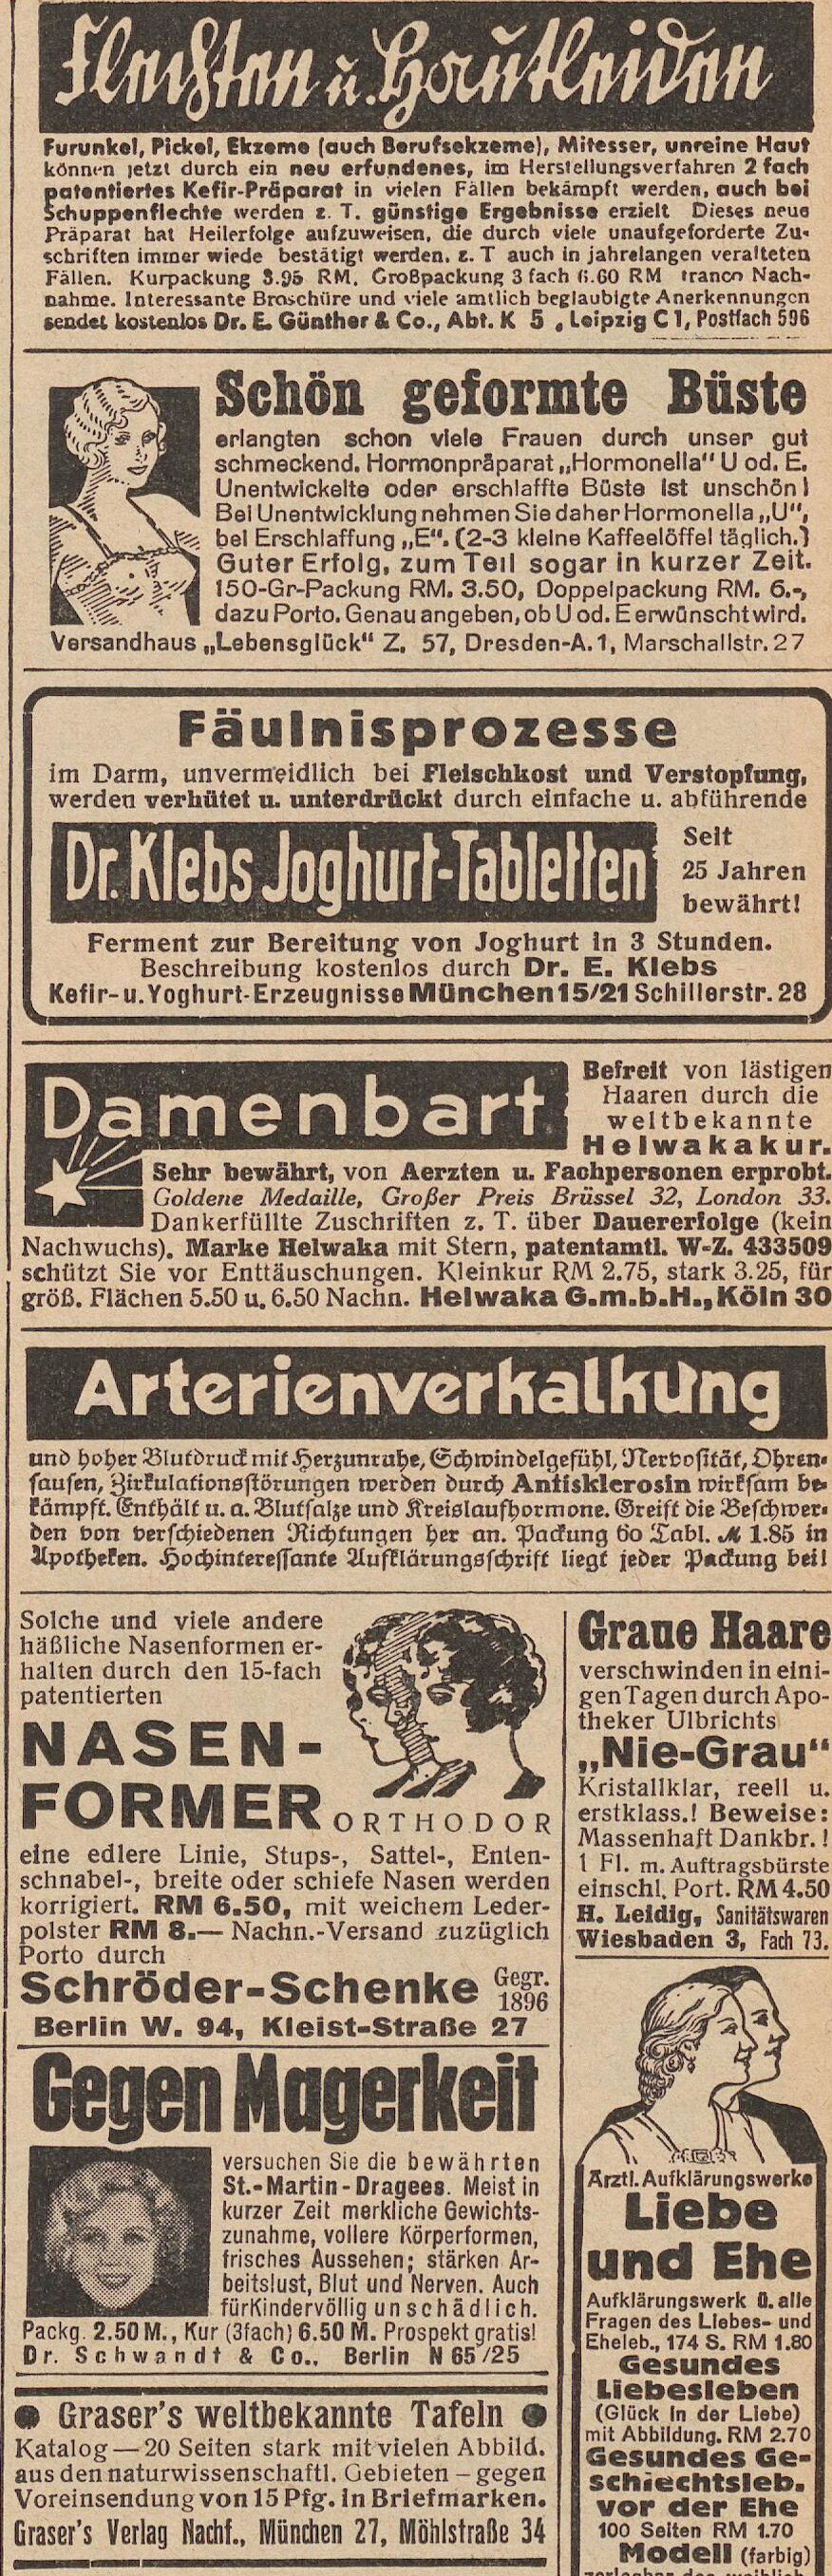 Flechten u. Hautleiden
Furunkel, Pickel, Ekzeme (auch Berufsekzeme), Mitesser, unreine Haut
können jetzt durch ein neu erfundenes, im Herstellungsverfahren 2 fach
patentiertes Kefir-Präparat in vielen Fällen bekämpft werden, auch bei
Schuppenflechte werden z. T. günstige Ergebnisse erzielt Dieses neue
Präparat hat Heilerfolge aufzuweisen, die durch viele unaufgeforderte Zu-
schriften immer wiede bestätigt werden. z. T auch in jahrelangen veralteten
Fällen. Kurpackung 3.95 RM. Großpackung 3 fach 6.60 RM franco Nach-
nahme. Interessante Broschüre und viele amtlich beglaubigte Anerkennungen
sendet kostenlos Dr. E. Günther & Co., Abt. K 5, Leipzig C 1, Postfach 596
Schön geformte Büste
erlangten schon viele Frauen durch unser gut
schmeckend. Hormonpräparat „Hormonella" U od. E.
Unentwickelte oder erschlaffte Büste ist unschön!
Bei Unentwicklung nehmen Sie daher Hormonella „U",
bei Erschlaffung „E". (2-3 kleine Kaffeelöffel täglich.)
Guter Erfolg, zum Teil sogar in kurzer Zeit.
150-Gr-Packung RM. 3.50, Doppelpackung RM. 6.-,
dazu Porto. Genau angeben, ob U od. E erwünscht wird.
Versandhaus „Lebensglück" Z. 57, Dresden-A.1, Marschallstr. 27
Fäulnisprozesse
im Darm, unvermeidlich bei Fleischkost und Verstopfung,
werden verhütet u. unterdrückt durch einfache u. abführende
Dr. Klebs Joghurt-Tabletten
Seit
25 Jahren
bewährt!
Ferment zur Bereitung von Joghurt in 3 Stunden.
Beschreibung kostenlos durch Dr. E. Klebs
Kefir- u. Yoghurt-Erzeugnisse München 15/21 Schillerstr. 28
Damenbart
Befreit von lästigen
Haaren durch die
weltbekannte
Helwakakur.
Sehr bewährt, von Aerzten u. Fachpersonen erprobt.
Goldene Medaille, Großer Preis Brüssel 32, London 33.
Dankerfüllte Zuschriften z. T. über Dauererfolge (kein
Nachwuchs). Marke Helwaka mit Stern, patentamtl. W-Z. 433509
schützt Sie vor Enttäuschungen. Kleinkur RM 2.75, stark 3.25, für
größ. Flächen 5.50 u. 6.50 Nachn. Helwaka G.m.b.H., Köln 30
Arterienverkalkung
und hoher Blutdruck mit Herzunruhe, Schwindelgefühl, Nervosität, Ohren-
sausen, Zirkulationsstörungen werden durch Antisklerosin wirksam be-
kämpft. Enthält u. a. Blutsalze und Kreislaufhormone. Greift die Beschwer-
den von verschiedenen Richtungen her an. Packung 60 Tabl. M 1.85 in
Apotheken. Hochinteressante Aufklärungsschrift liegt jeder Packung bei!
Solche und viele andere
häßliche Nasenformen er-
halten durch den 15-fach
patentierten
NASEN-
FORMER ORTHODOR
eine edlere Linie, Stups-, Sattel-, Enten-
schnabel-, breite oder schiefe Nasen werden
korrigiert. RM 6.50, mit weichem Leder-
polster RM 8.— Nachn.-Versand zuzüglich
Porto durch
Schröder-Schenke Gegr. 1896
Berlin W. 94, Kleist-Straße 27
Graue Haare
verschwinden in eini-
gen Tagen durch Apo-
theker Ulbrichts
„Nie-Grau"
Kristallklar, reell u.
erstklass.! Beweise:
Massenhaft Dankbr.!
1 Fl. m. Auftragsbürste
einschl. Port. RM 4.50
H. Leidig, Sanitätswaren
Wiesbaden 3, Fach 73.
Gegen Magerkeit
versuchen Sie die bewährten
St.-Martin-Dragees. Meist in
kurzer Zeit merkliche Gewichts-
zunahme, vollere Körperformen,
frisches Aussehen; stärken Ar-
beitslust, Blut und Nerven. Auch
für Kinder völlig unschädlich.
Packg. 2.50 M., Kur (3fach) 6.50 M. Prospekt gratis!
Dr. Schwandt & Co., Berlin N 65/25
Graser's weltbekannte Tafeln
Katalog — 20 Seiten stark mit vielen Abbild.
aus den naturwissenschaftl. Gebieten – gegen
Voreinsendung von 15 Pfg. in Briefmarken.
Graser's Verlag Nachf., München 27, Möhlstraße 34
Ärztl. Aufklärungswerke
Liebe
und Ehe
Aufklärungswerk ü. alle
Fragen des Liebes- und
Eheleb., 174 S. RM 1.80
Gesundes
Liebesleben
(Glück in der Liebe)
mit Abbildung. RM 2.70
Gesundes Ge-
schlechtsleb.
vor der Ehe
100 Seiten RM 1.70
Modell (farbig)